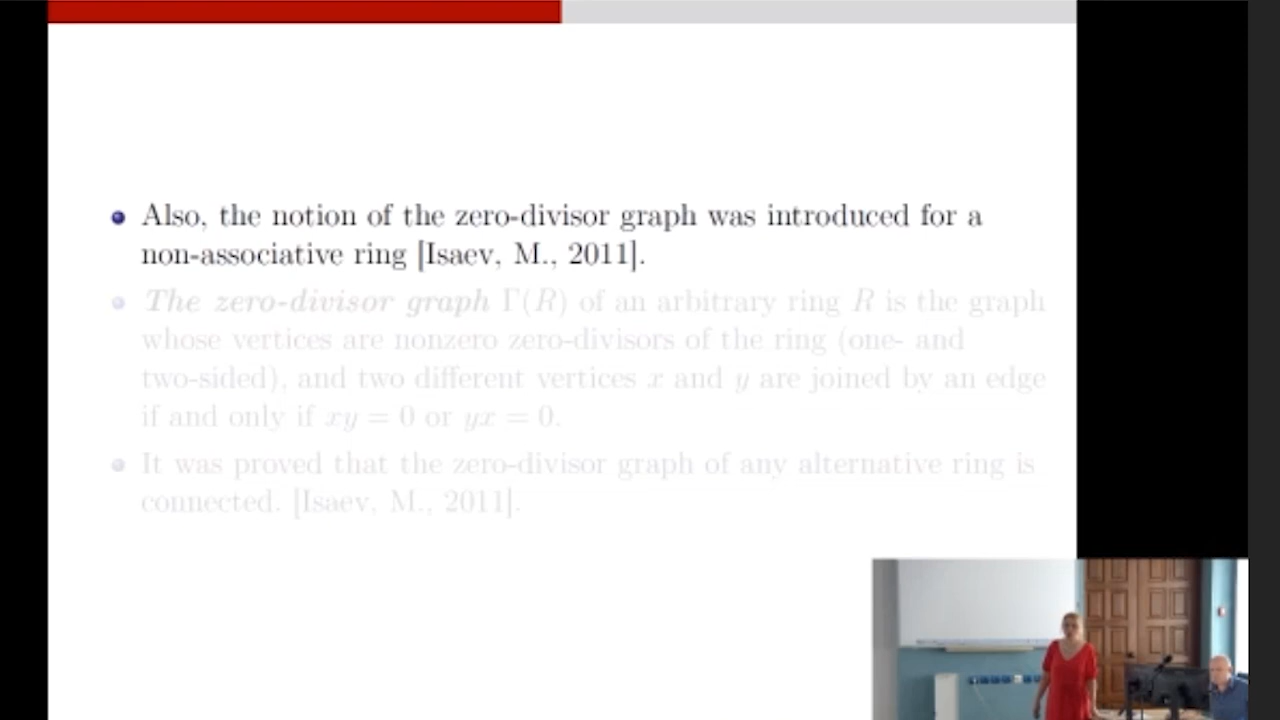 Also, the notion of the zero-divisor graph was introduced for a
non-associative ring [Isaev, M., 2011].
The zero-divisor graph Γ(R) of an arbitrary ring R is the graph
whose vertices are nonzero zero-divisors of the ring (one- and
two-sided), and two different vertices x and y are joined by an edge
if and only if xy = 0 or yx = 0.
It was proved that the zero-divisor graph of any alternative ring is
connected. [Isaev, M., 2011].